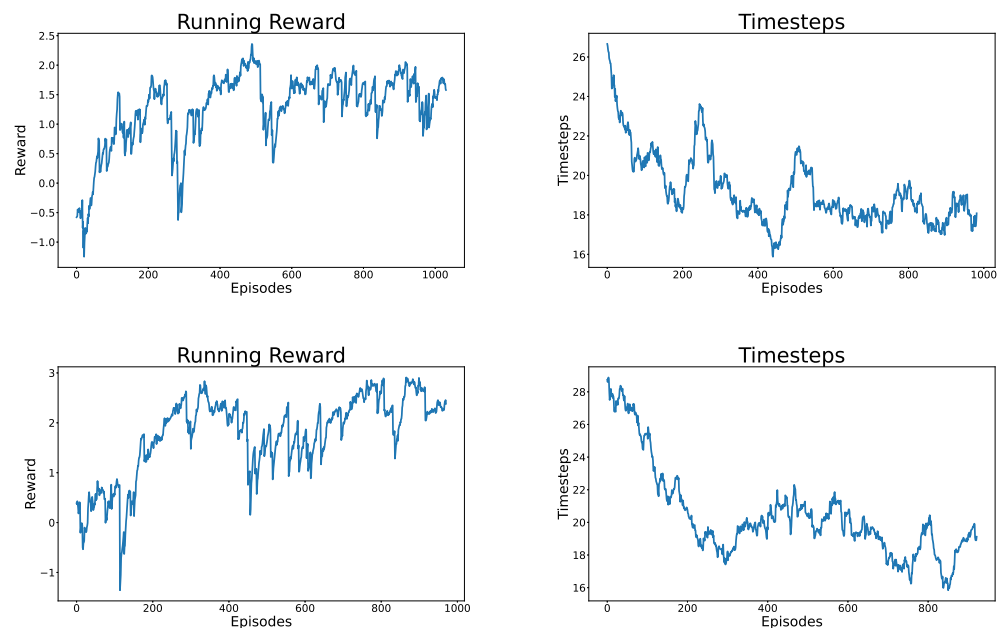 Running Reward
2.5
2.0
1.5
1.0
0.5
0.0
−0.5
−1.0
Reward
0 200 400 600 800 1000
Episodes
Timesteps
26
24
22
20
18
16
Timesteps
0 200 400 600 800 1000
Episodes
Running Reward
3
2
1
0
−1
Reward
0 200 400 600 800 1000
Episodes
Timesteps
28
26
24
22
20
18
16
Timesteps
0 200 400 600 800
Episodes